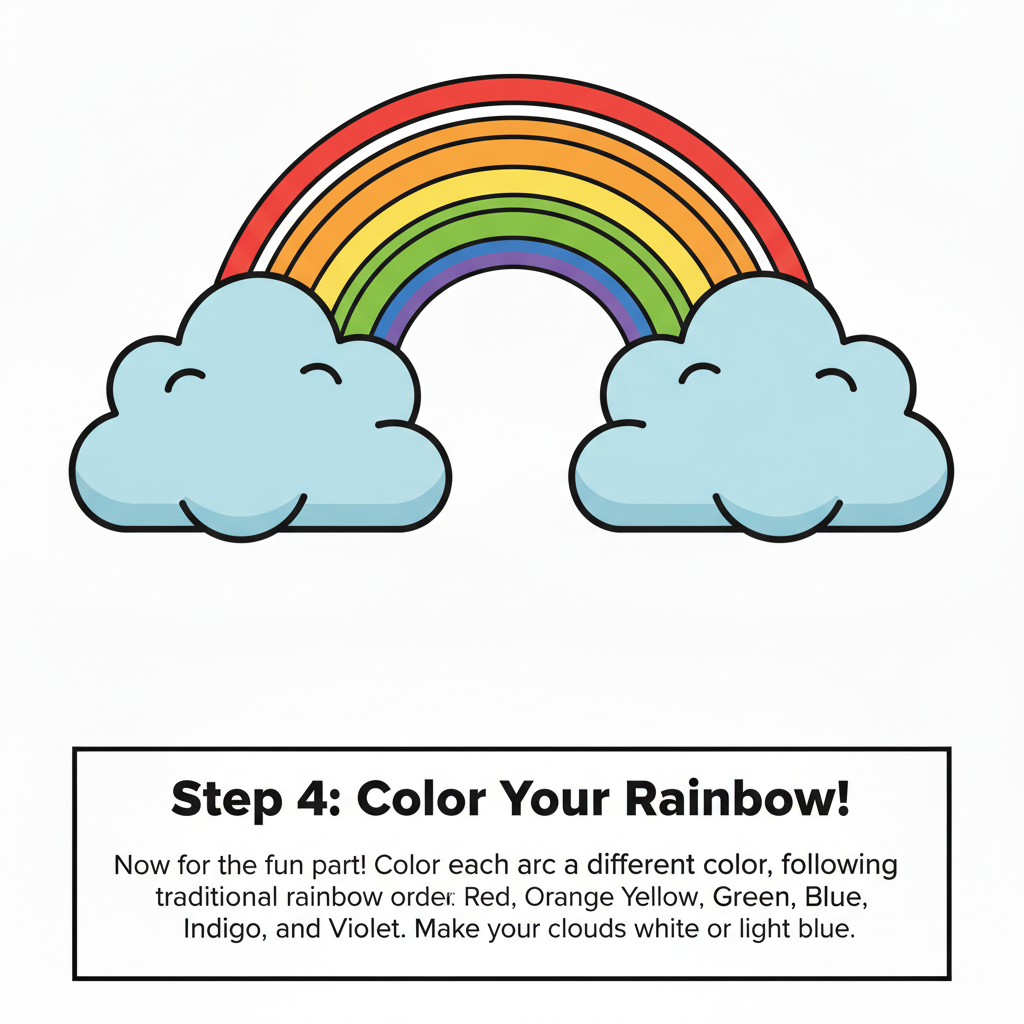 Step 4: Color Your Rainbow!
Now for the fun part! Color each arc a different color, following
traditional rainbow order: Red, Orange Yellow, Green, Blue,
Indigo, and Violet. Make your clouds white or light blue.